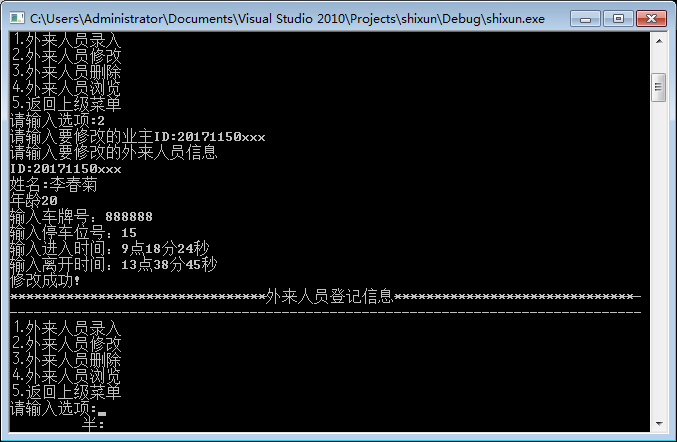 C:\Users\Administrator\Documents\Visual Studio 2010\Projects\shixun\Debug\shixun.exe
1.外来人员录入
2.外来人员修改
3.外来人员删除
4.外来人员浏览
5.返回上级菜单
请输入选项:2
请输入要修改的业主ID:20171150xxx
请输入要修改的外来人员信息
ID:20171150xxx
姓名:李春菊
年龄20
输入车牌号：888888
输入停车位号：15
输入进入时间：9点18分24秒
输入离开时间：13点38分45秒
修改成功!
********************************外来人员登记信息******************************-
--------------------------------------------------------------------------------
1.外来人员录入
2.外来人员修改
3.外来人员删除
4.外来人员浏览
5.返回上级菜单
请输入选项:_
半: